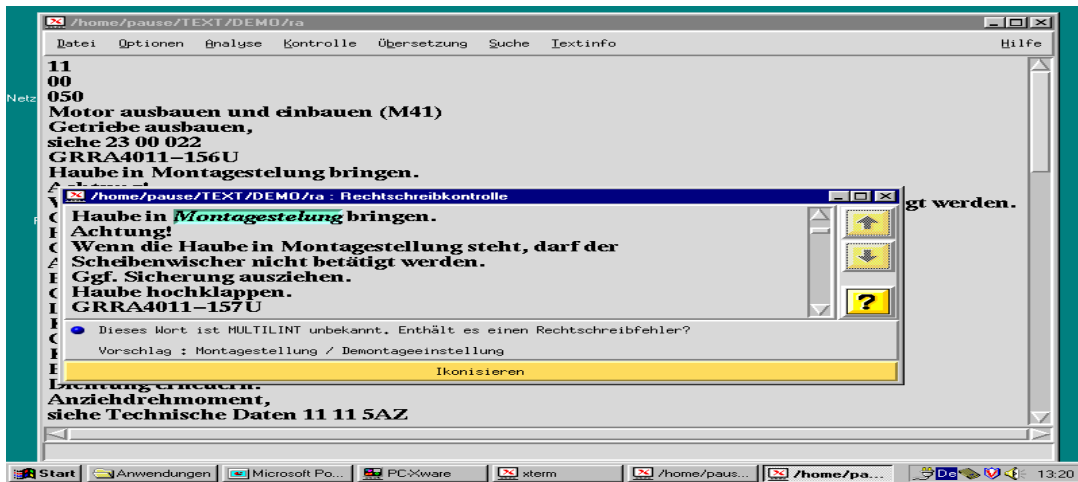 /home/pause/TEXT/DEMO/ra
Datei Optionen Analyse Kontrolle Übersetzung Suche Textinfo Hilfe
11
00
Netz
050
Motor ausbauen und einbauen (M41)
Getriebe ausbauen,
siehe 23 00 022
GRRA4011-156U
Haube in Montagestelung bringen.
/home/pause/TEXT/DEMO/ra : Rechtschreibkontrolle
gt werden.
Haube in Montagestelung bringen.
Achtung!
Wenn die Haube in Montagestellung steht, darf der
Scheibenwischer nicht betätigt werden.
Ggf. Sicherung ausziehen.
Haube hochklappen.
GRRA4011-157U
?
Dieses Wort ist MULTILINT unbekannt. Enthält es einen Rechtschreibfehler?
Vorschlag : Montagestellung / Demontageeinstellung
Ikonisieren
Dichtung erneuern.
Anziehdrehmoment,
siehe Technische Daten 11 11 5AZ
Start Anwendungen Microsoft Po... PC-Xware xterm /home/paus... /home/pa... De 13:20